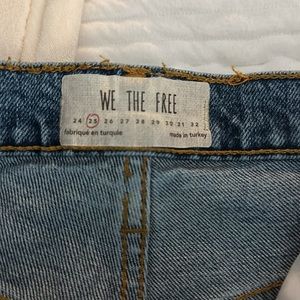 WE THE FREE
24 25 26 27 28 29 30 31 32
fabriqué en turquie made in turkey